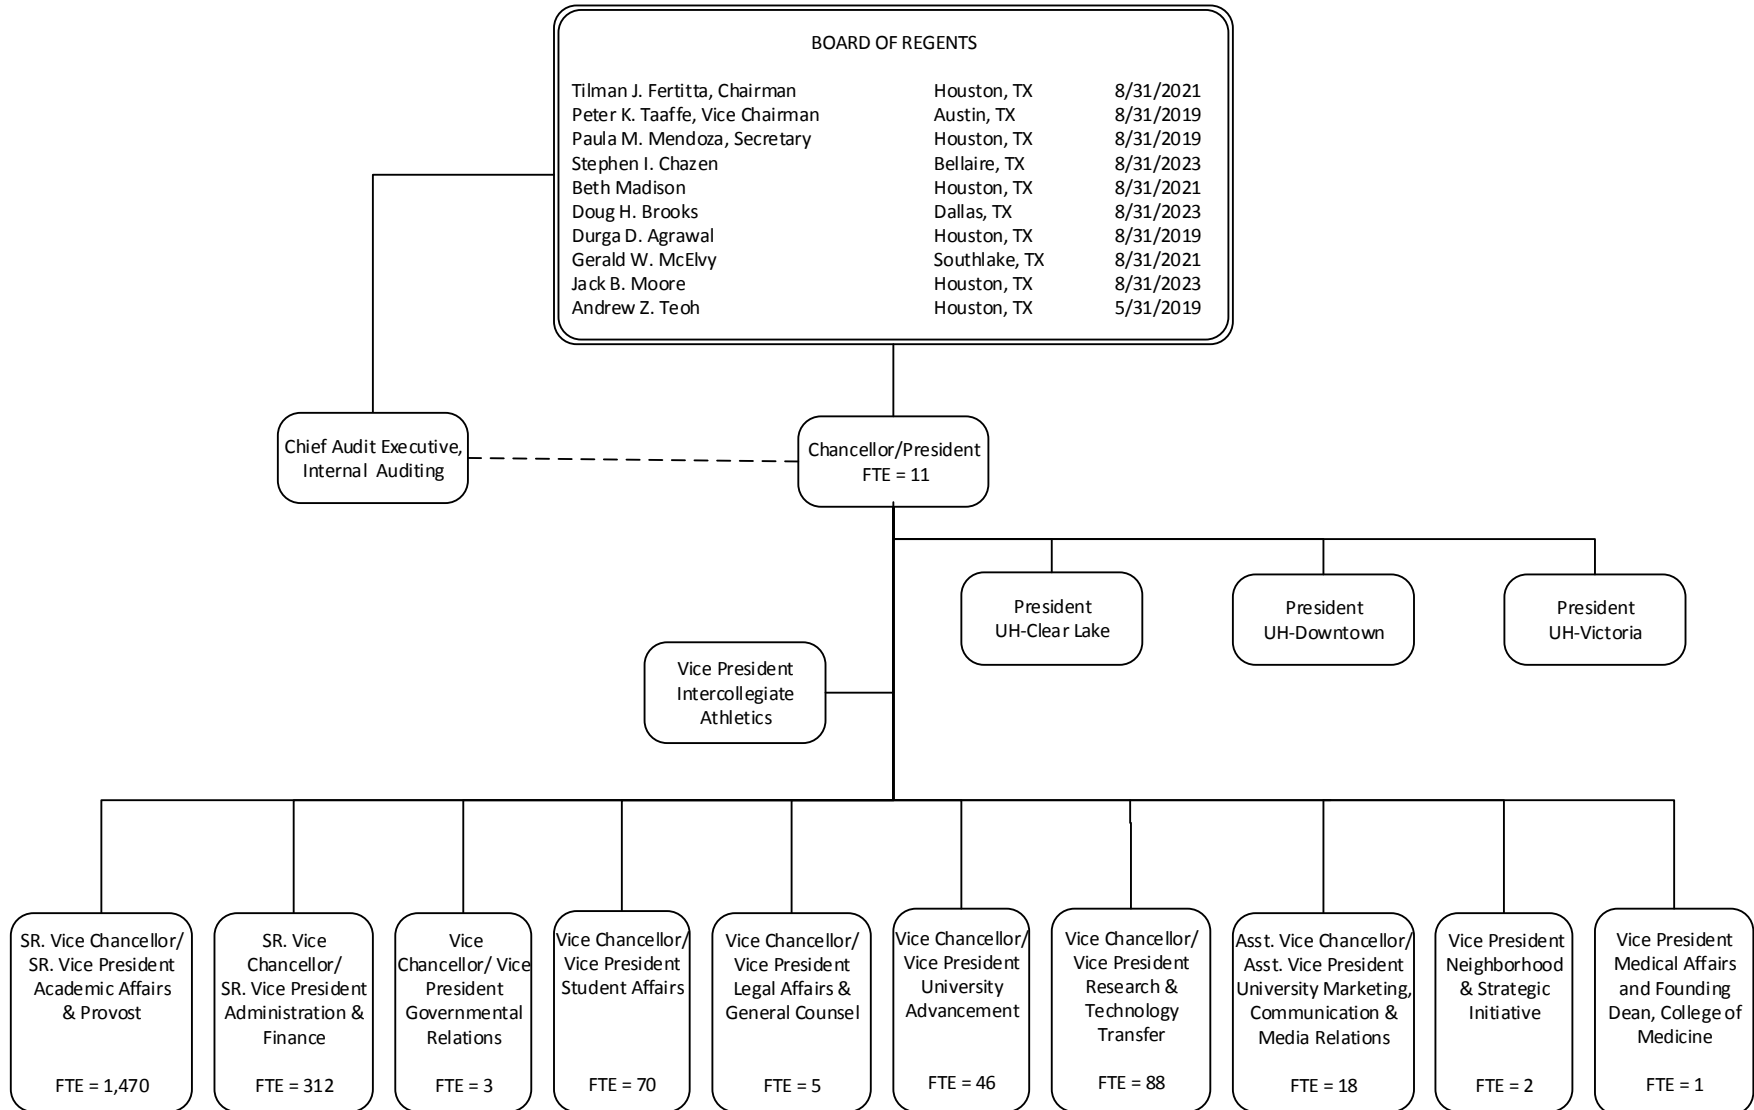 BOARD OF REGENTS
Tilman J. Fertitta, Chairman Houston, TX 8/31/2021
Peter K. Taaffe, Vice Chairman Austin, TX 8/31/2019
Paula M. Mendoza, Secretary Houston, TX 8/31/2019
Stephen I. Chazen Bellaire, TX 8/31/2023
Beth Madison Houston, TX 8/31/2021
Doug H. Brooks Dallas, TX 8/31/2023
Durga D. Agrawal Houston, TX 8/31/2019
Gerald W. McElvy Southlake, TX 8/31/2021
Jack B. Moore Houston, TX 8/31/2023
Andrew Z. Teoh Houston, TX 5/31/2019
Chief Audit Executive,
Internal Auditing
Chancellor/President
FTE = 11
President
UH-Clear Lake
President
UH-Downtown
President
UH-Victoria
Vice President
Intercollegiate
Athletics
SR. Vice Chancellor/
SR. Vice President
Academic Affairs
& Provost
FTE = 1,470
SR. Vice
Chancellor/
SR. Vice President
Administration &
Finance
FTE = 312
Vice
Chancellor/ Vice
President
Governmental
Relations
FTE = 3
Vice Chancellor/
Vice President
Student Affairs
FTE = 70
Vice Chancellor/
Vice President
Legal Affairs &
General Counsel
FTE = 5
Vice Chancellor/
Vice President
University
Advancement
FTE = 46
Vice Chancellor/
Vice President
Research &
Technology
Transfer
FTE = 88
Asst. Vice Chancellor/
Asst. Vice President
University Marketing,
Communication &
Media Relations
FTE = 18
Vice President
Neighborhood
& Strategic
Initiative
FTE = 2
Vice President
Medical Affairs
and Founding
Dean, College of
Medicine
FTE = 1